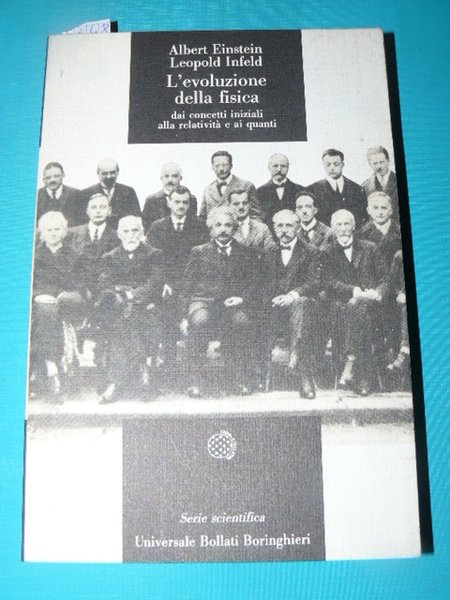 Albert Einstein
Leopold Infeld
L'evoluzione
della fisica
dai concetti iniziali
alla relatività e ai quanti
Serie scientifica
Universale Bollati Boringhieri